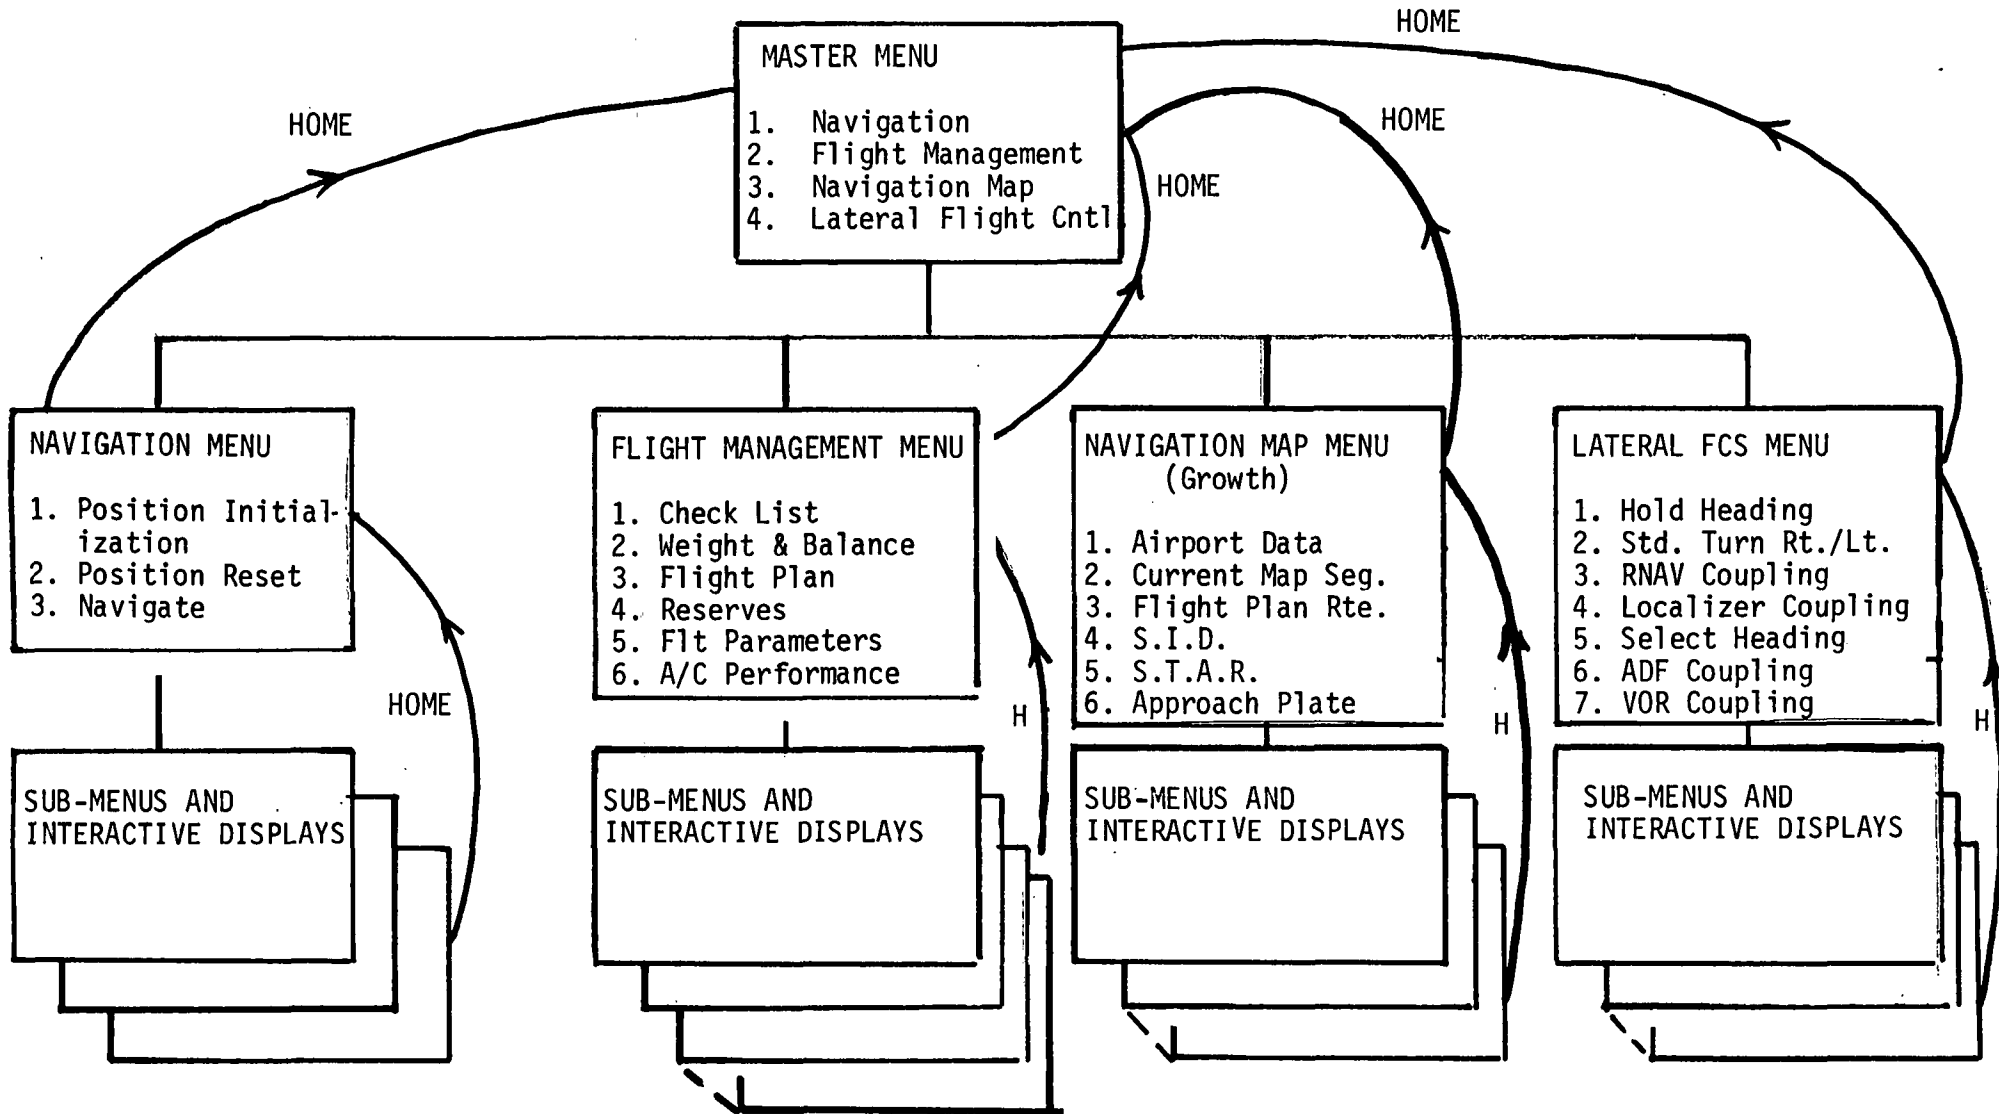 HOME
MASTER MENU
1. Navigation
2. Flight Management
3. Navigation Map
4. Lateral Flight Cntl
HOME
HOME
HOME
NAVIGATION MENU
1. Position Initial-
ization
2. Position Reset
3. Navigate
HOME
FLIGHT MANAGEMENT MENU
1. Check List
2. Weight & Balance
3. Flight Plan
4. Reserves
5. Flt Parameters
6. A/C Performance
H
NAVIGATION MAP MENU
(Growth)
1. Airport Data
2. Current Map Seg.
3. Flight Plan Rte.
4. S.I.D.
5. S.T.A.R.
6. Approach Plate
H
LATERAL FCS MENU
1. Hold Heading
2. Std. Turn Rt./Lt.
3. RNAV Coupling
4. Localizer Coupling
5. Select Heading
6. ADF Coupling
7. VOR Coupling
H
SUB-MENUS AND
INTERACTIVE DISPLAYS
SUB-MENUS AND
INTERACTIVE DISPLAYS
SUB-MENUS AND
INTERACTIVE DISPLAYS
SUB-MENUS AND
INTERACTIVE DISPLAYS